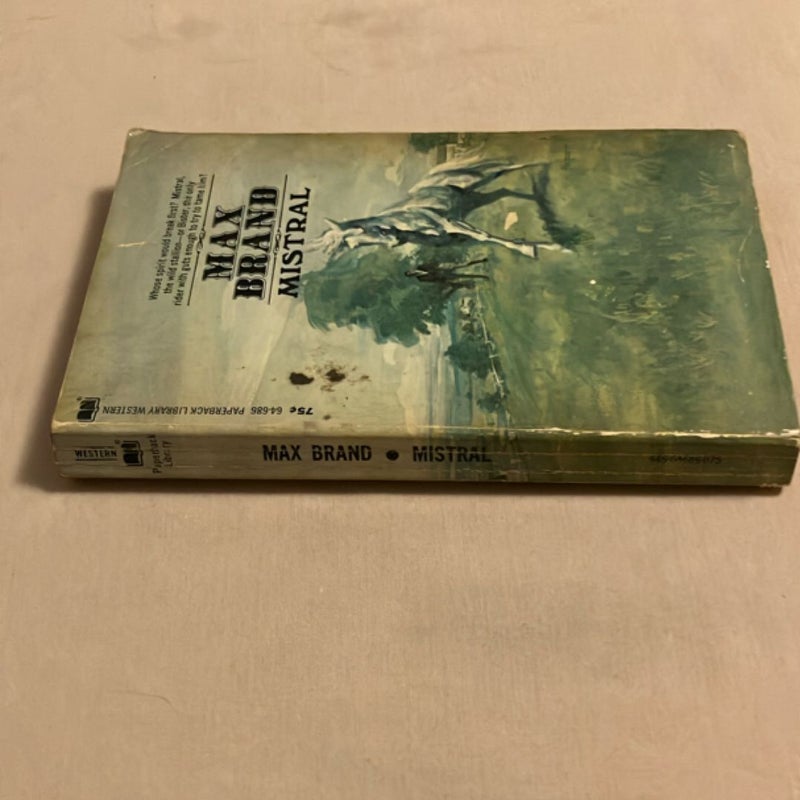 Whose spirit would break first? Mistral,
the wild stallion—or Bister, the only
rider with guts enough to try to tame him?
MAX
BRAND
MISTRAL
75¢
64-686 PAPERBACK LIBRARY WESTERN
WESTERN
Paperback
Library
MAX BRAND ● MISTRAL